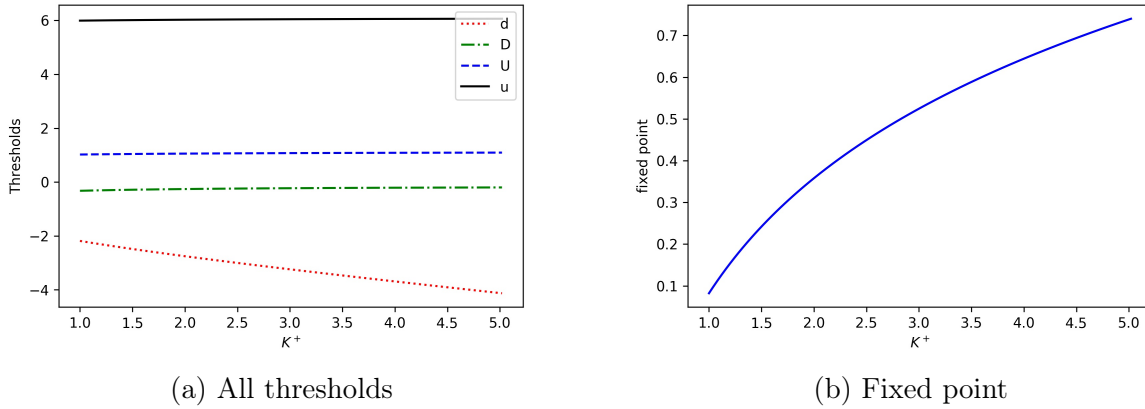 6
4
2
0
−2
−4
Thresholds
1.0 1.5 2.0 2.5 3.0 3.5 4.0 4.5 5.0
K+
d
D
U
u
(a) All thresholds
0.7
0.6
0.5
0.4
0.3
0.2
0.1
fixed point
1.0 1.5 2.0 2.5 3.0 3.5 4.0 4.5 5.0
K+
(b) Fixed point